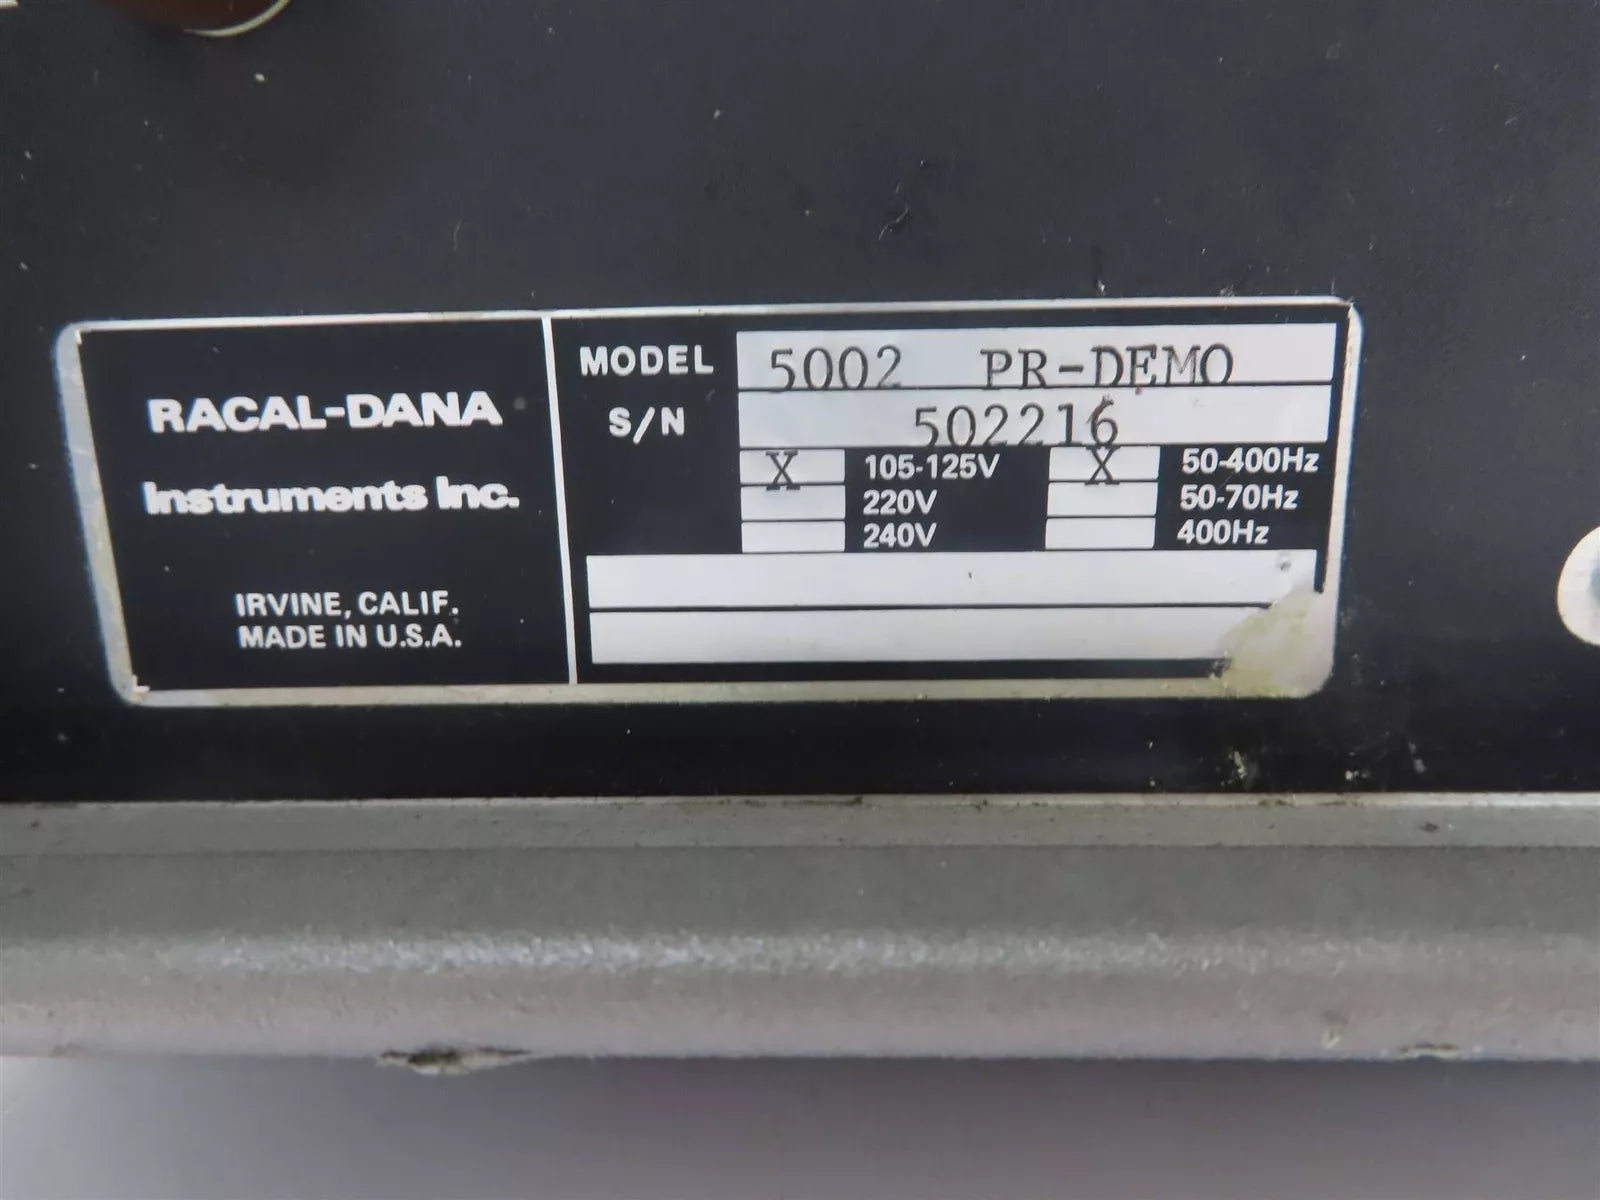 RACAL-DANA
Instruments Inc.
IRVINE, CALIF.
MADE IN U.S.A.
MODEL 5002 PR-DEMO
S/N 502216
X 105-125V X 50-400Hz
220V 50-70Hz
240V 400Hz